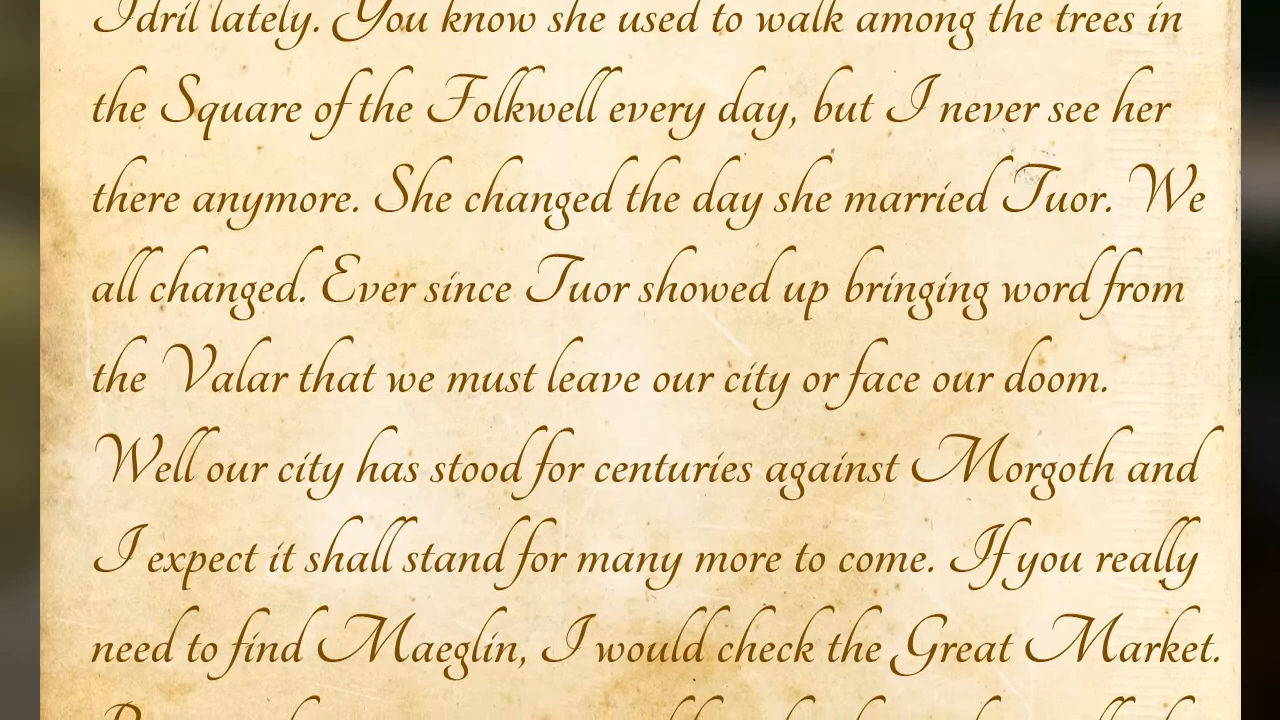 Idril lately. You know she used to walk among the trees in
the Square of the Folkwell every day, but I never see her
there anymore. She changed the day she married Tuor. We
all changed. Ever since Tuor showed up bringing word from
the Valar that we must leave our city or face our doom.
Well our city has stood for centuries against Morgoth and
I expect it shall stand for many more to come. If you really
need to find Maeglin, I would check the Great Market.